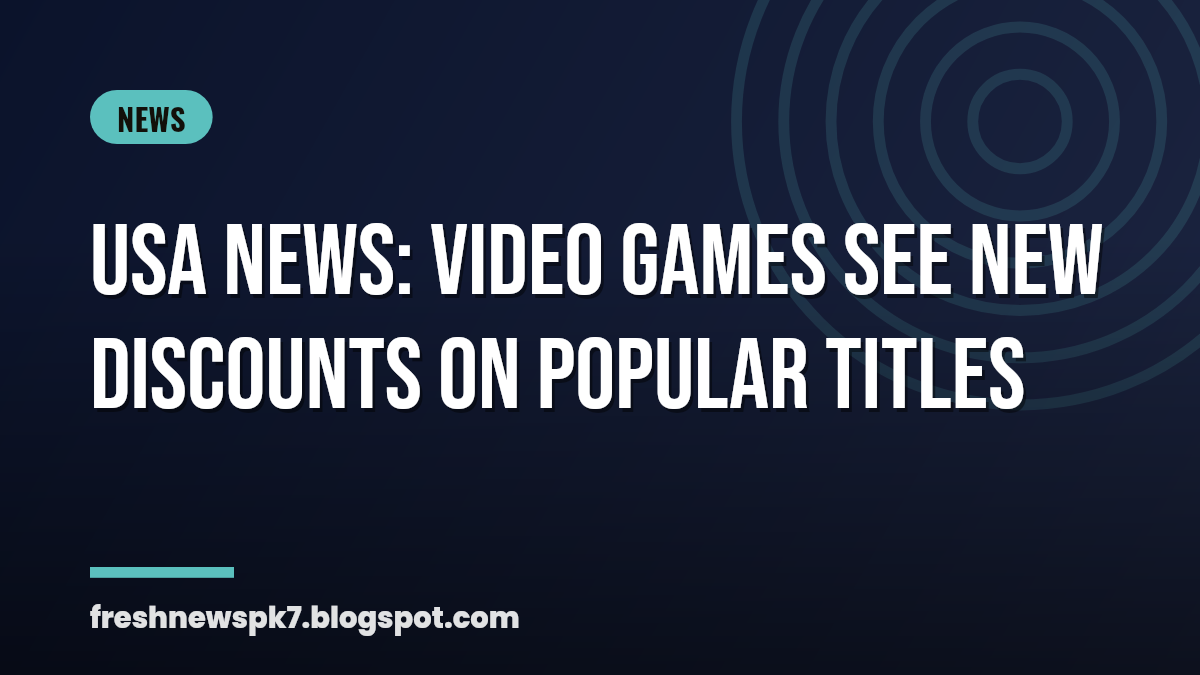 NEWS
USA NEWS: VIDEO GAMES SEE NEW
DISCOUNTS ON POPULAR TITLES
freshnewspk7.blogspot.com